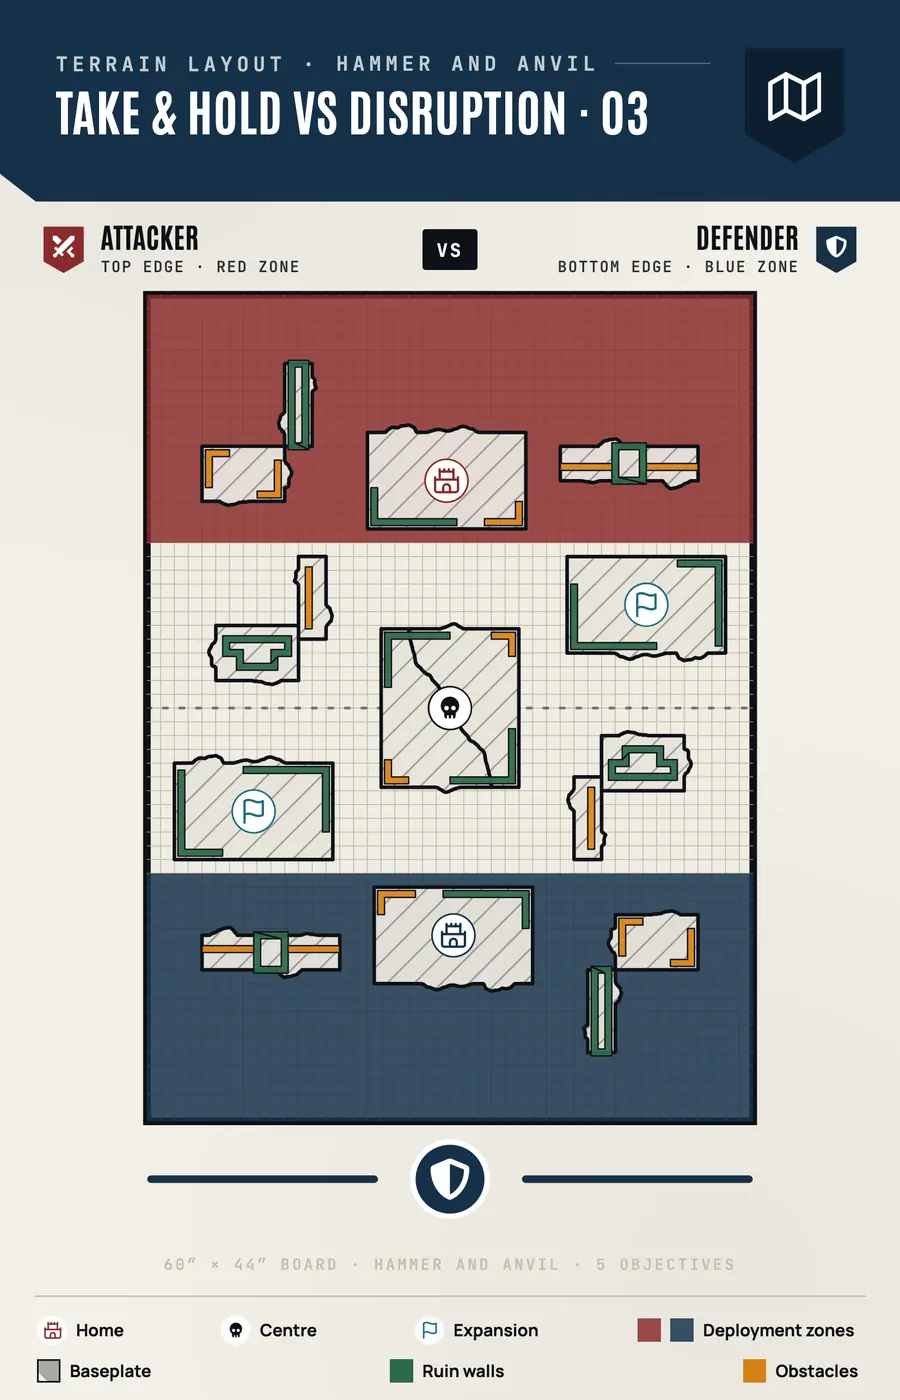 TERRAIN LAYOUT · HAMMER AND ANVIL
TAKE & HOLD VS DISRUPTION · 03
ATTACKER
TOP EDGE · RED ZONE
VS
DEFENDER
BOTTOM EDGE · BLUE ZONE
60″ × 44″ BOARD · HAMMER AND ANVIL · 5 OBJECTIVES
Home
Centre
Expansion
Deployment zones
Baseplate
Ruin walls
Obstacles